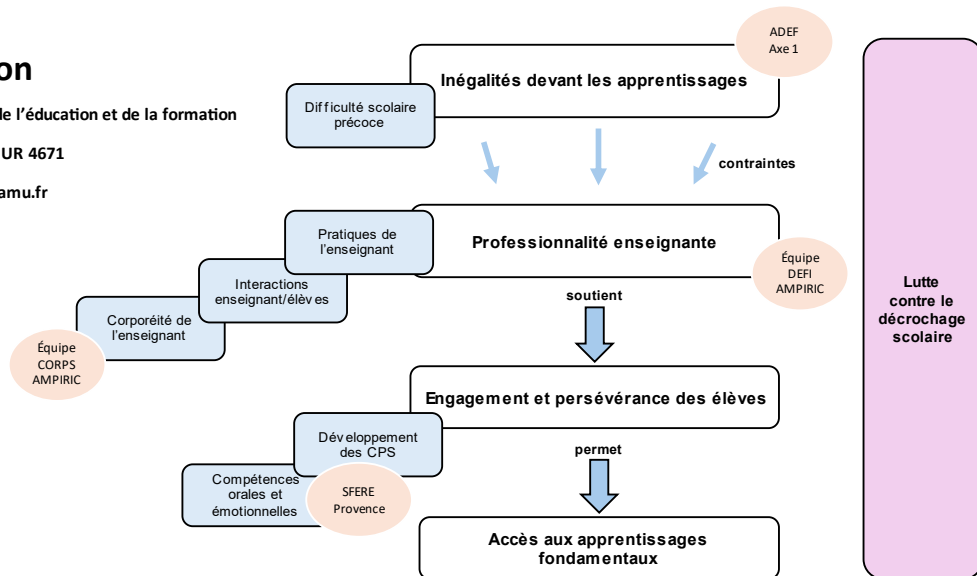 on
de l'éducation et de la formation
UR 4671
amu.fr
ADEF
Axe 1
Inégalités devant les apprentissages
Difficulté scolaire
précoce
contraintes
Pratiques de
l'enseignant
Professionnalité enseignante
Interactions
enseignant/élèves
Équipe
DEFI
AMPIRIC
Corporéité de
l'enseignant
Équipe
CORPS
AMPIRIC
soutient
Engagement et persévérance des élèves
Développement
des CPS
permet
Compétences
orales et
émotionnelles
SFERE
Provence
Accès aux apprentissages
fondamentaux
Lutte
contre le
décrochage
scolaire